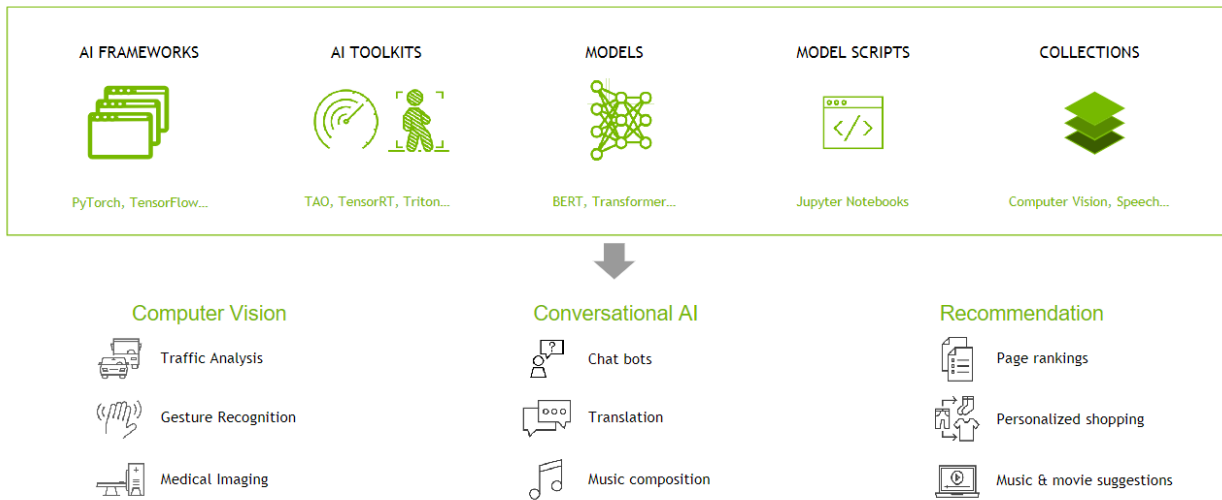 AI FRAMEWORKS
AI TOOLKITS
MODELS
MODEL SCRIPTS
COLLECTIONS
</>
PyTorch, TensorFlow...
TAO, TensorRT, Triton...
BERT, Transformer...
Jupyter Notebooks
Computer Vision, Speech...
Computer Vision
Traffic Analysis
Gesture Recognition
Medical Imaging
Conversational AI
?
Chat bots
Translation
Music composition
Recommendation
Page rankings
Personalized shopping
Music & movie suggestions